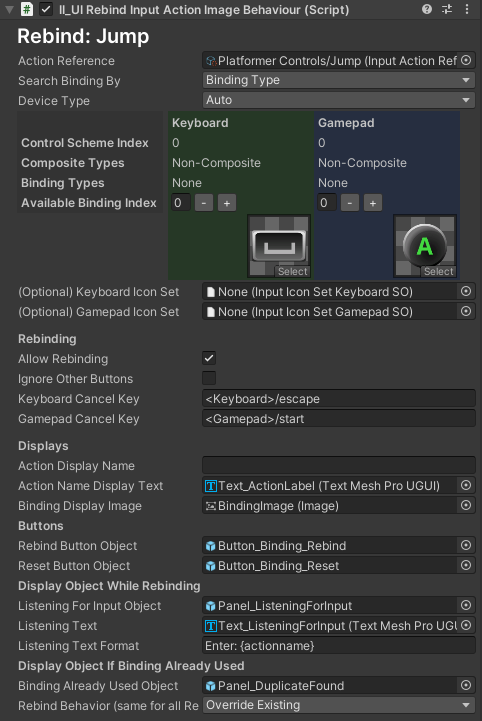 # II_UI Rebind Input Action Image Behaviour (Script)
Rebind: Jump
Action Reference Platformer Controls/Jump (Input Action Ref
Search Binding By Binding Type
Device Type Auto
Keyboard Gamepad
Control Scheme Index 0 0
Composite Types Non-Composite Non-Composite
Binding Types None None
Available Binding Index 0 - + 0 - +
A
Select Select
(Optional) Keyboard Icon Set None (Input Icon Set Keyboard SO)
(Optional) Gamepad Icon Set None (Input Icon Set Gamepad SO)
Rebinding
Allow Rebinding
Ignore Other Buttons
Keyboard Cancel Key <Keyboard>/escape
Gamepad Cancel Key <Gamepad>/start
Displays
Action Display Name
Action Name Display Text Text_ActionLabel (Text Mesh Pro UGUI)
Binding Display Image BindingImage (Image)
Buttons
Rebind Button Object Button_Binding_Rebind
Reset Button Object Button_Binding_Reset
Display Object While Rebinding
Listening For Input Object Panel_ListeningForInput
Listening Text Text_ListeningForInput (Text Mesh Pro UGU
Listening Text Format Enter: {actionname}
Display Object If Binding Already Used
Binding Already Used Object Panel_DuplicateFound
Rebind Behavior (same for all Re Override Existing